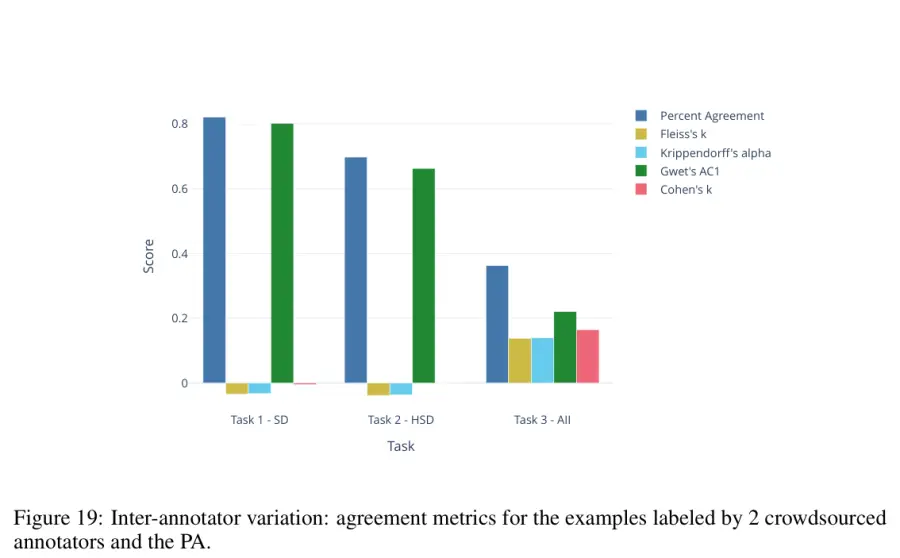 0.8
0.6
0.4
0.2
0
Score
Task 1 - SD
Task 2 - HSD
Task 3 - All
Task
Percent Agreement
Fleiss's k
Krippendorff's alpha
Gwet's AC1
Cohen's k
Figure 19: Inter-annotator variation: agreement metrics for the examples labeled by 2 crowdsourced
annotators and the PA.